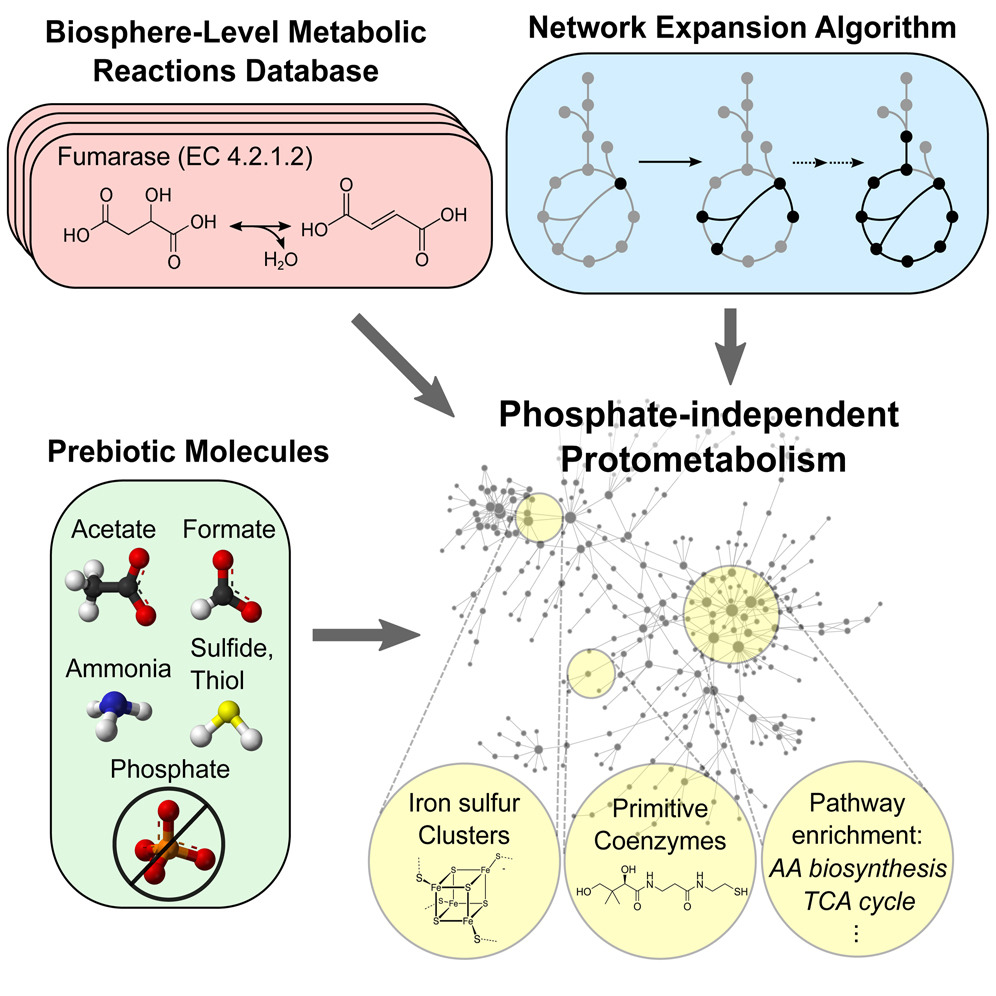 Biosphere-Level Metabolic
Reactions Database
Fumarase (EC 4.2.1.2)
O
OH
HO
OH
O
H₂O
O
HO
OH
O
Network Expansion Algorithm
Phosphate-independent
Protometabolism
Prebiotic Molecules
Acetate
Formate
Ammonia
Sulfide,
Thiol
Phosphate
Iron sulfur
Clusters
S
Fe
S
S
Fe
S
Fe
S
S
Fe
S
Primitive
Coenzymes
OH
HO
O
H
N
O
H
N
SH
Pathway
enrichment:
AA biosynthesis
TCA cycle
⋮